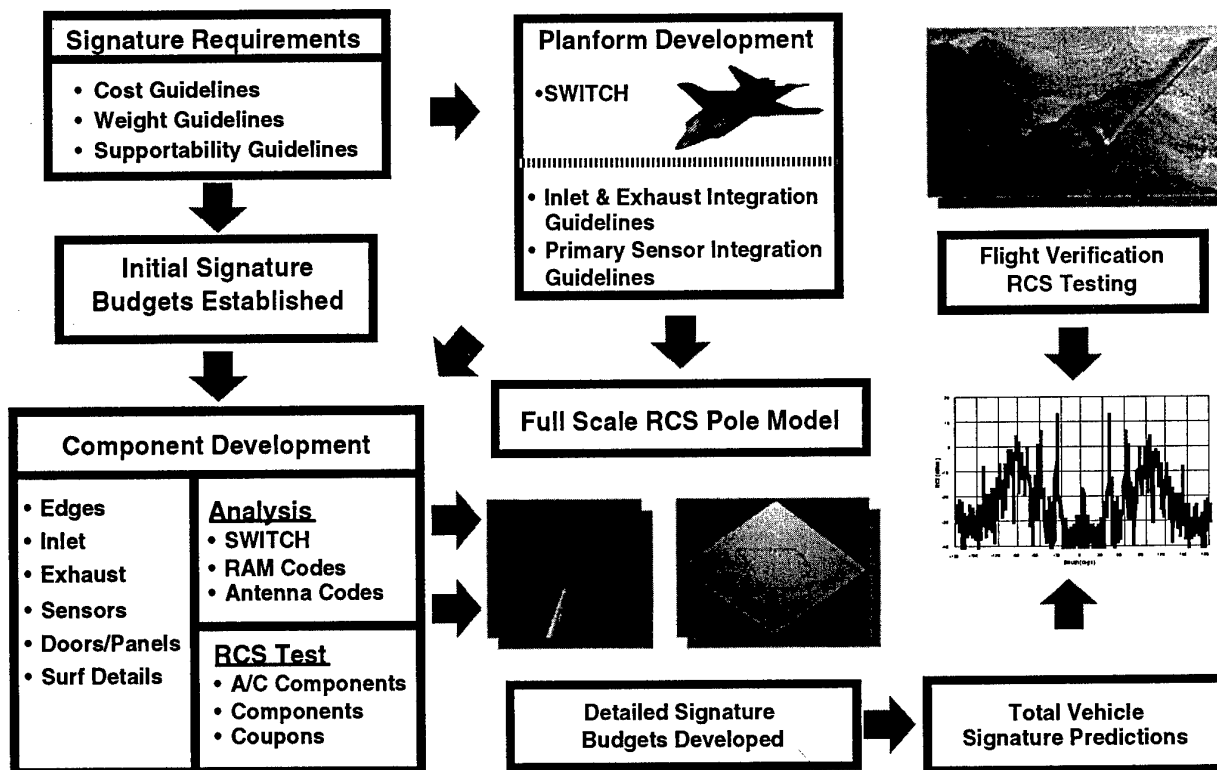 Signature Requirements
• Cost Guidelines
• Weight Guidelines
• Supportability Guidelines
Planform Development
•SWITCH
• Inlet & Exhaust Integration
Guidelines
• Primary Sensor Integration
Guidelines
Initial Signature
Budgets Established
Flight Verification
RCS Testing
Full Scale RCS Pole Model
Component Development
• Edges
• Inlet
• Exhaust
• Sensors
• Doors/Panels
• Surf Details
Analysis
• SWITCH
• RAM Codes
• Antenna Codes
RCS Test
• A/C Components
• Components
• Coupons
Detailed Signature
Budgets Developed
Total Vehicle
Signature Predictions